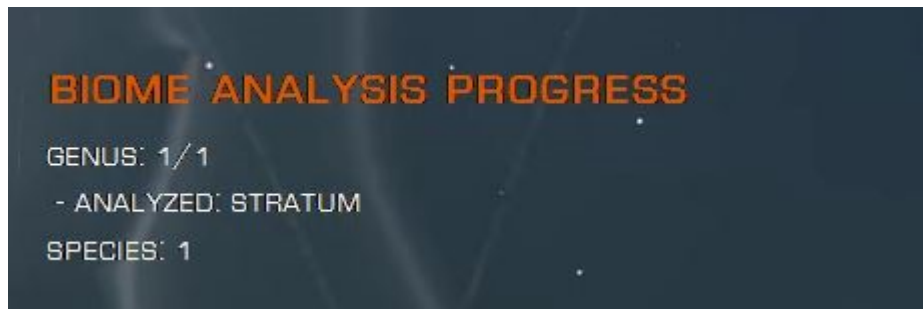 BIOME ANALYSIS PROGRESS
GENUS: 1/1
- ANALYZED: STRATUM
SPECIES: 1